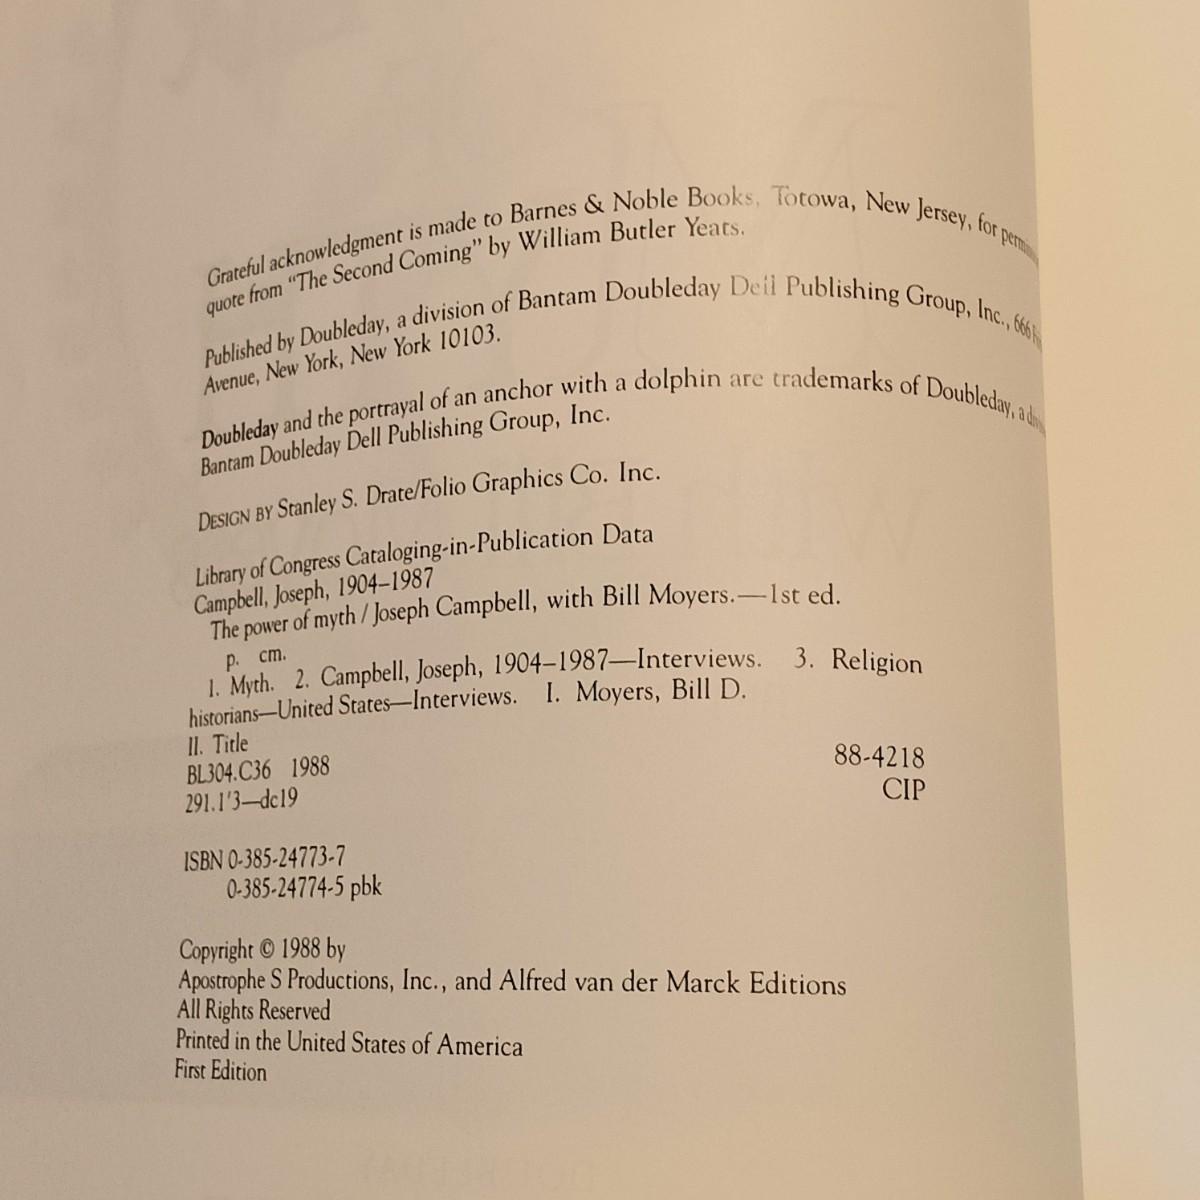 Grateful acknowledgment is made to Barnes & Noble Books, Totowa, New Jersey, for
quote from "The Second Coming" by William Butler Yeats.
Published by Doubleday, a division of Bantam Doubleday Dell Publishing Group, Inc., 666
Avenue, New York, New York 10103.
Doubleday and the portrayal of an anchor with a dolphin are trademarks of Doubleday, a
Bantam Doubleday Dell Publishing Group, Inc.
DESIGN BY Stanley S. Drate/Folio Graphics Co. Inc.
Library of Congress Cataloging-in-Publication Data
Campbell, Joseph, 1904–1987
The power of myth / Joseph Campbell, with Bill Moyers.—1st ed.
p. cm.
1. Myth. 2. Campbell, Joseph, 1904–1987—Interviews. 3. Religion
historians—United States—Interviews. I. Moyers, Bill D.
II. Title
BL304.C36 1988 88-4218
291.1'3—dc19 CIP
ISBN 0-385-24773-7
0-385-24774-5 pbk
Copyright © 1988 by
Apostrophe S Productions, Inc., and Alfred van der Marck Editions
All Rights Reserved
Printed in the United States of America
First Edition